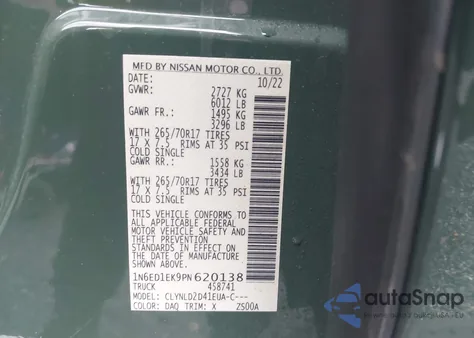 MFD BY NISSAN MOTOR CO., LTD.
DATE: 10/22
GVWR: 2727 KG
6012 LB
GAWR FR.: 1495 KG
3296 LB
WITH 265/70R17 TIRES
17 X 7.5 RIMS AT 35 PSI
COLD SINGLE
GAWR RR.: 1558 KG
3434 LB
WITH 265/70R17 TIRES
17 X 7.5 RIMS AT 35 PSI
COLD SINGLE
THIS VEHICLE CONFORMS TO
ALL APPLICABLE FEDERAL
MOTOR VEHICLE SAFETY
STANDARDS IN EFFECT ON THE
DATE OF MANUFACTURE
SHOWN ABOVE.
1N6ED1EK9PN620138
TRUCK 458741
MODEL: CLYNLDZD41EUA-C---
COLOR: DAQ TRIM: X Z500A
autoSnap